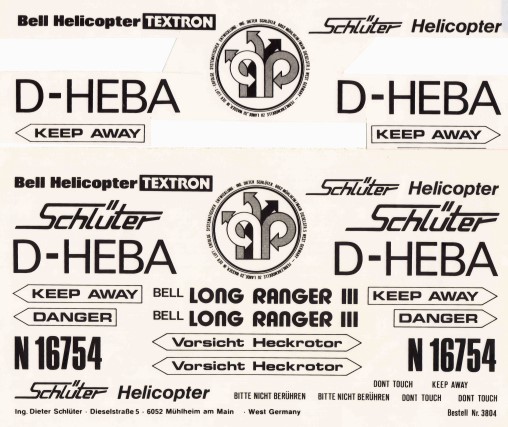 Bell Helicopter TEXTRON
Schlüter Helicopter
D-HEBA
D-HEBA
KEEP AWAY
KEEP AWAY
Bell Helicopter TEXTRON
Schlüter Helicopter
Schlüter
Schlüter
D-HEBA
D-HEBA
KEEP AWAY
BELL LONG RANGER III
KEEP AWAY
DANGER
BELL LONG RANGER III
DANGER
N 16754
Vorsicht Heckrotor
N 16754
Vorsicht Heckrotor
DONT TOUCH KEEP AWAY
Schlüter Helicopter
BITTE NICHT BERÜHREN BITTE NICHT BERÜHREN DONT TOUCH DONT TOUCH
Ing. Dieter Schlüter · Dieselstraße 5 · 6052 Mühlheim am Main · West Germany
Bestell Nr. 3804